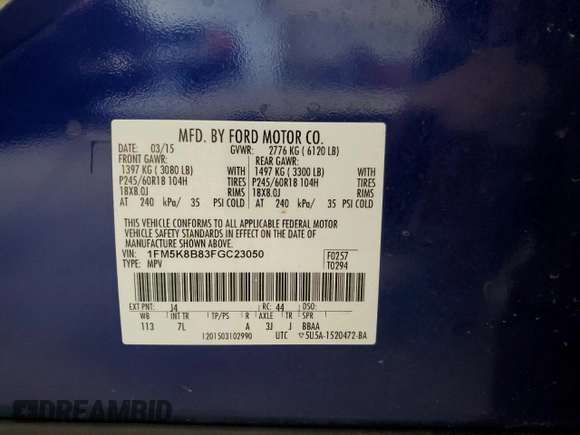 MFD. BY FORD MOTOR CO.
DATE: 03/15 GVWR: 2776 KG ( 6120 LB)
FRONT GAWR: REAR GAWR:
1397 KG ( 3080 LB) WITH 1497 KG ( 3300 LB) WITH
P245/60R18 104H TIRES P245/60R18 104H TIRES
18X8.0J RIMS 18X8.0J RIMS
AT 240 kPa/ 35 PSI COLD AT 240 kPa/ 35 PSI COLD
THIS VEHICLE CONFORMS TO ALL APPLICABLE FEDERAL MOTOR
VEHICLE SAFETY STANDARDS IN EFFECT ON THE DATE OF
MANUFACTURE SHOWN ABOVE.
VIN: 1FM5K8B83FGC23050 F0257
TYPE: MPV T0294
EXT PNT: J4 RC: 44 DSO:
WB INT TR TP/PS R AXLE TR SPR
113 7L A 3J J BBAA
1201503102990 UTC ▽5U5A-1520472-BA
DREAMBID